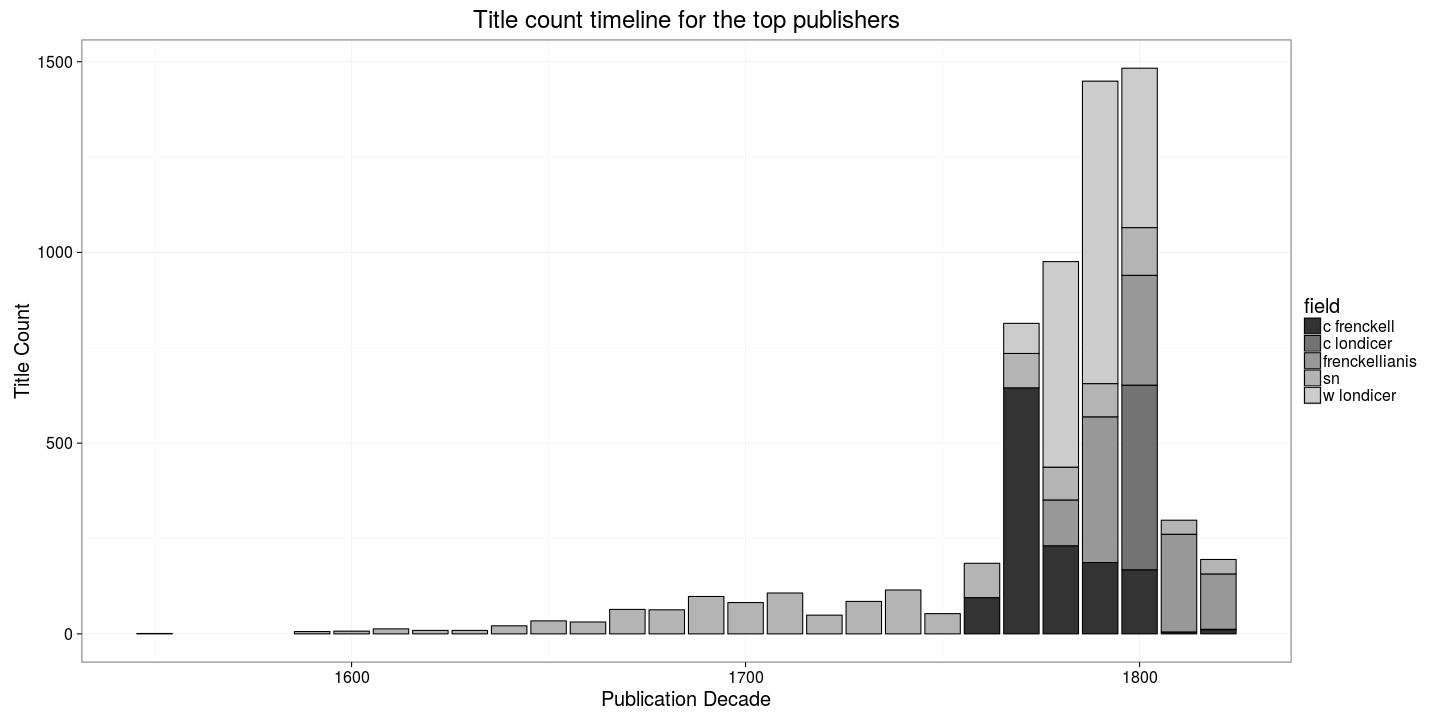 Title count timeline for the top publishers
1500
1000
500
0
Title Count
1600
1700
1800
Publication Decade
field
c frenckell
c londicer
frenckellianis
sn
w londicer